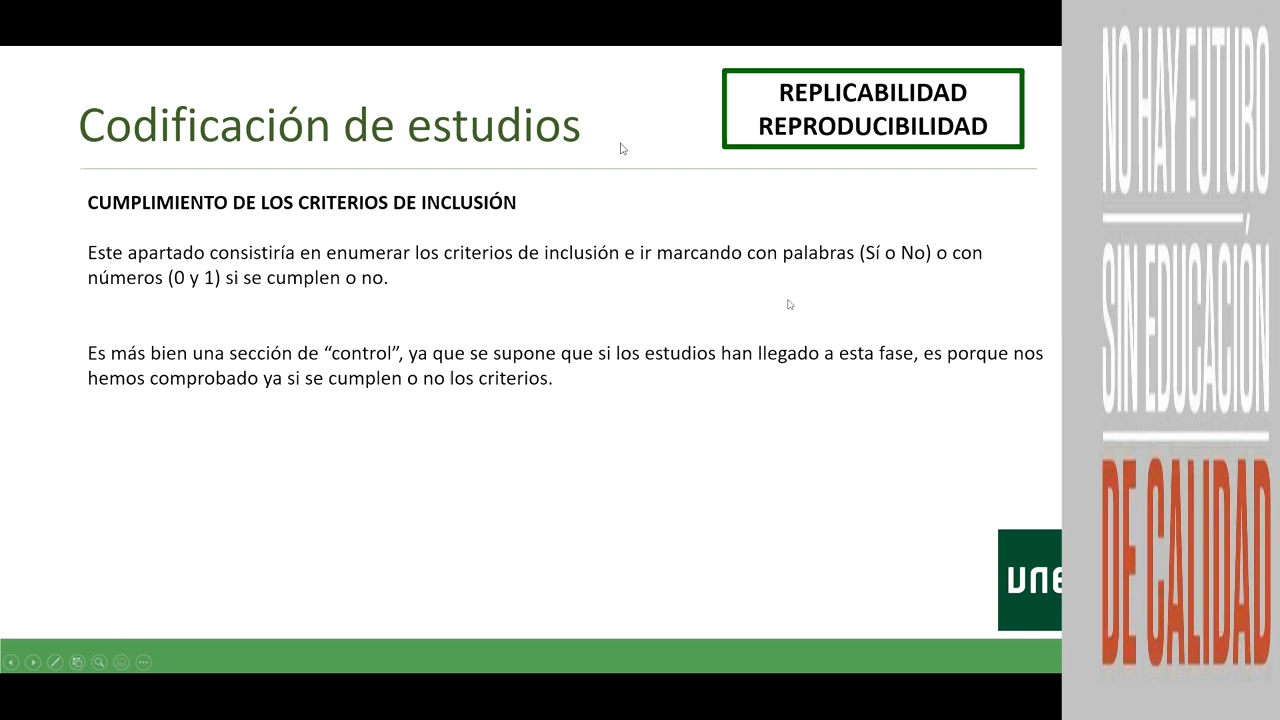 Codificación de estudios
REPLICABILIDAD
REPRODUCIBILIDAD
CUMPLIMIENTO DE LOS CRITERIOS DE INCLUSIÓN
Este apartado consistiría en enumerar los criterios de inclusión e ir marcando con palabras (Sí o No) o con
números (0 y 1) si se cumplen o no.
Es más bien una sección de “control”, ya que se supone que si los estudios han llegado a esta fase, es porque nos
hemos comprobado ya si se cumplen o no los criterios.
NO HAY FUTURO
SIN EDUCACIÓN
DE CALIDAD